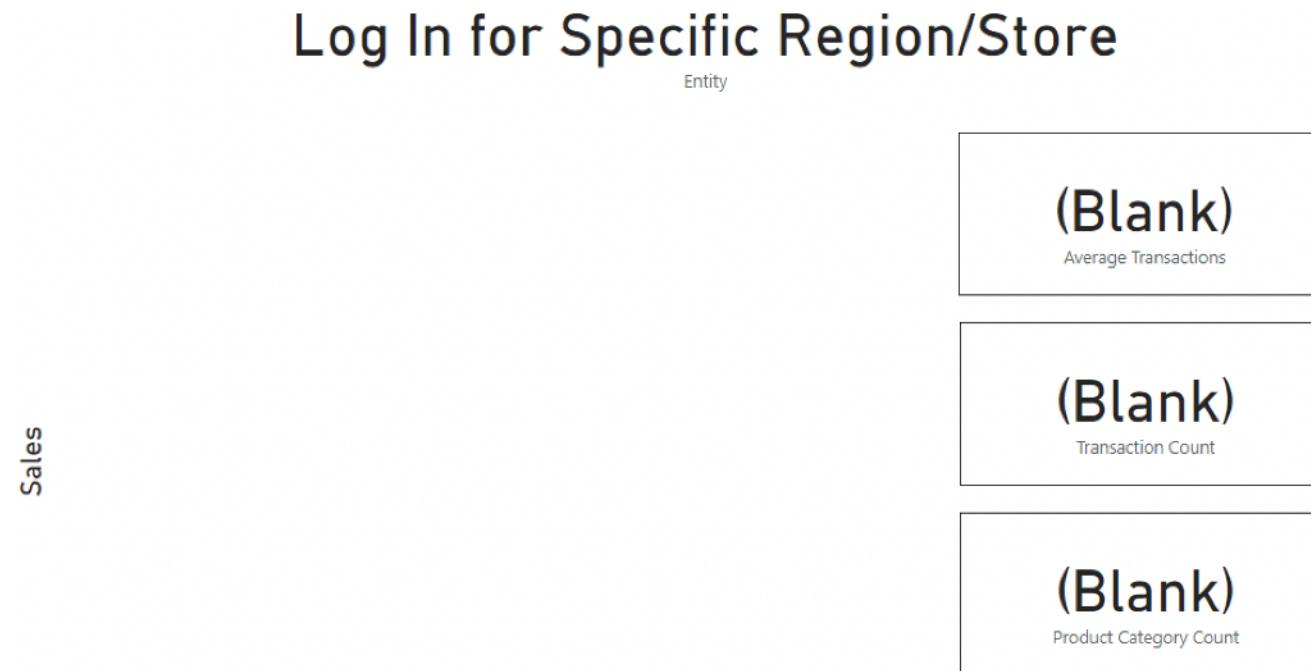 Log In for Specific Region/Store
Entity
(Blank)
Average Transactions
(Blank)
Transaction Count
Sales
(Blank)
Product Category Count